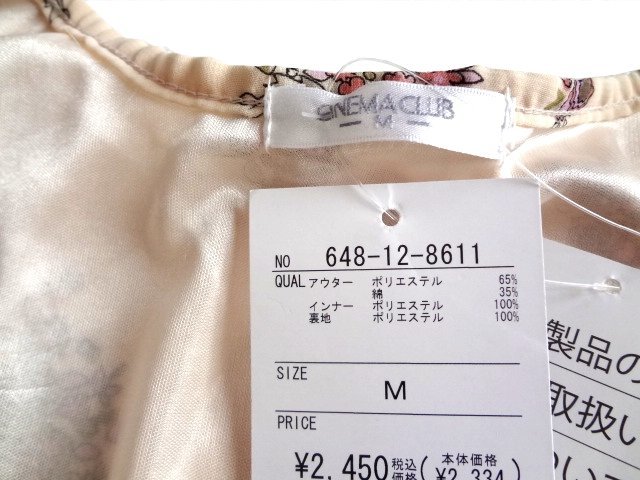 CINEMA CLUB
M
NO 648-12-8611
QUAL アウター ポリエステル 65%
綿 35%
インナー ポリエステル 100%
裏地 ポリエステル 100%
SIZE
M
PRICE
¥2,450 税込価格 (本体価格 ¥2,334)
製品の
取扱い